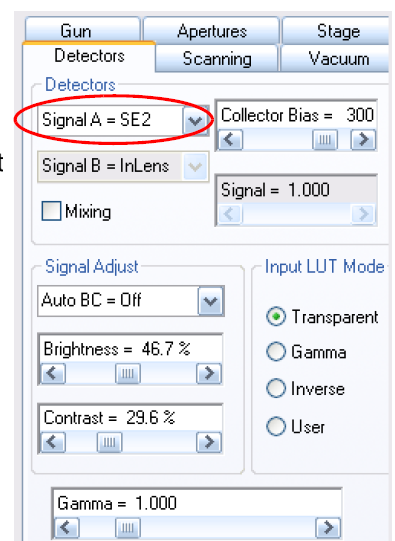 Gun Apertures Stage
Detectors Scanning Vacuum
Detectors
Signal A = SE2
Collector Bias = 300
t
Signal B = InLens
Signal = 1.000
Mixing
Signal Adjust
Input LUT Mode
Auto BC = Off
Transparent
Brightness = 46.7 %
Gamma
Inverse
Contrast = 29.6 %
User
Gamma = 1.000